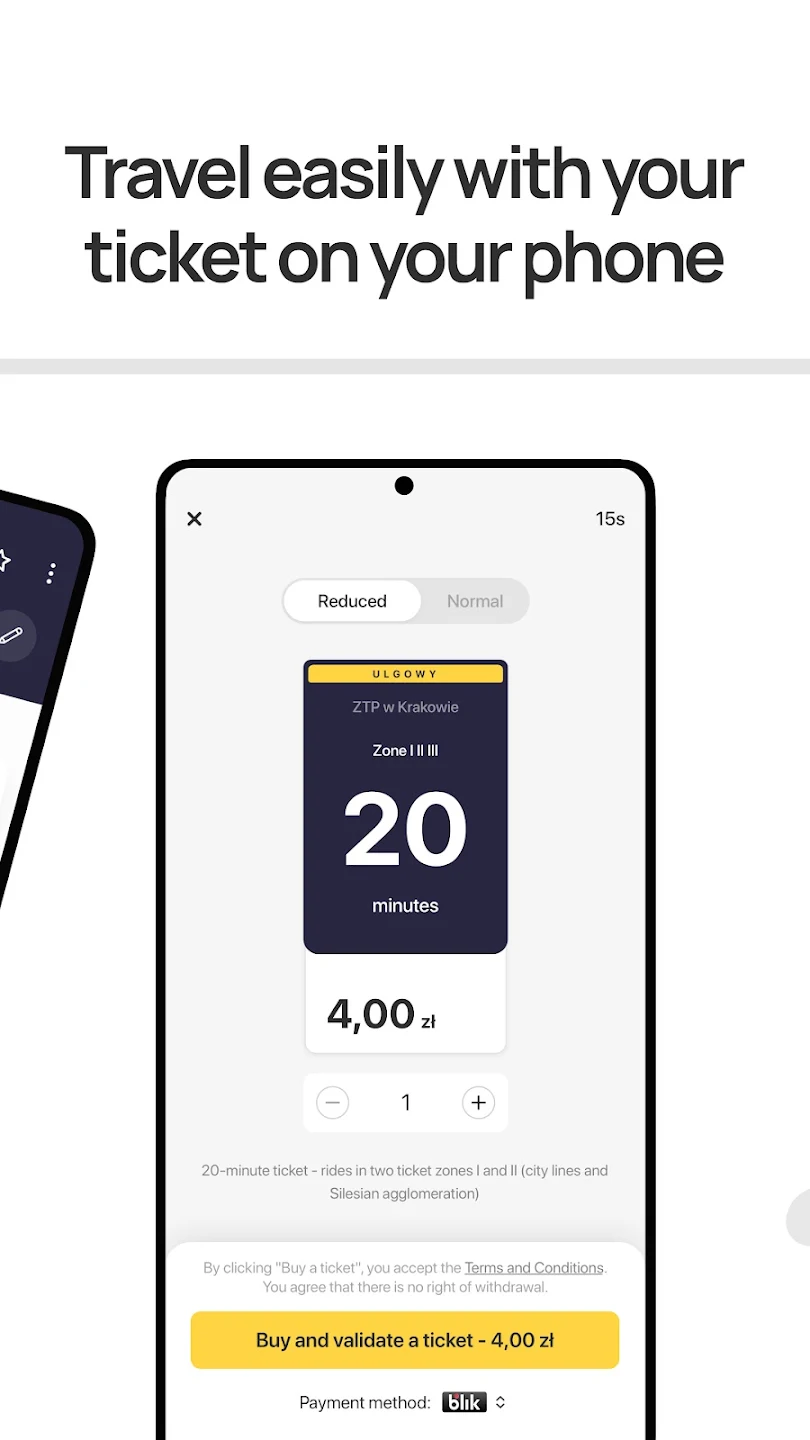 Travel easily with your
ticket on your phone
15s
Reduced Normal
ULGOWY
ZTP w Krakowie
Zone I II III
20
minutes
4,00 zł
1
20-minute ticket - rides in two ticket zones I and II (city lines and
Silesian agglomeration)
By clicking "Buy a ticket", you accept the Terms and Conditions.
You agree that there is no right of withdrawal.
Buy and validate a ticket - 4,00 zł
Payment method: blik